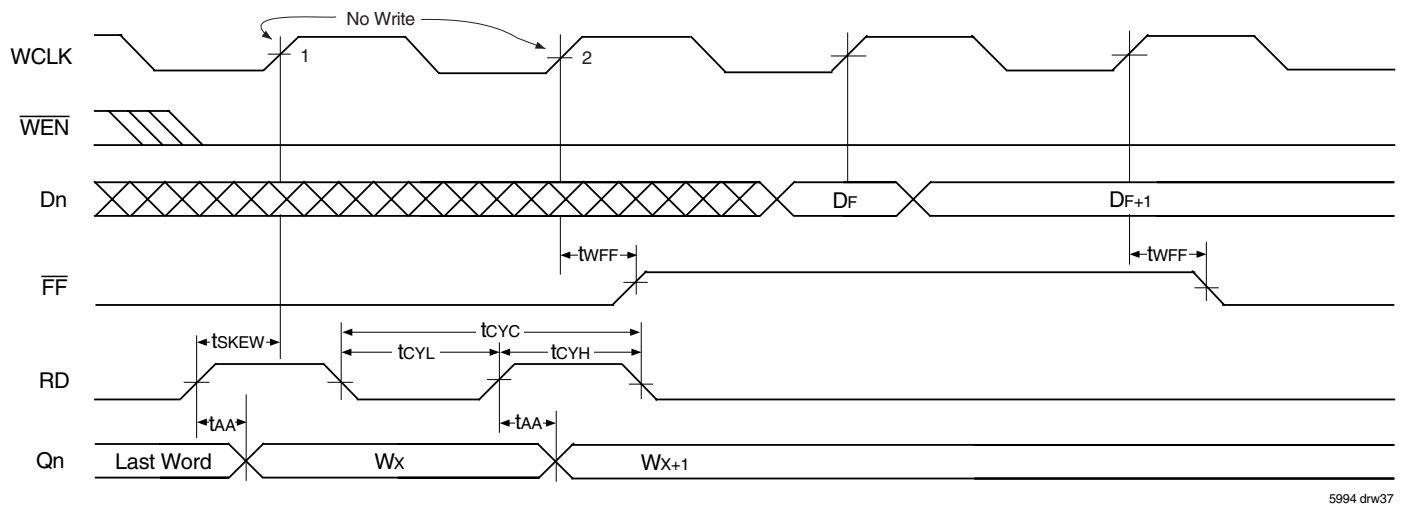 No Write
WCLK 1 2
WEN
Dn DF DF+1
tWFF tWFF
FF
tCYC
tSKEW tCYL tCYH
RD
tAA tAA
Qn Last Word WX WX+1
5994 drw37